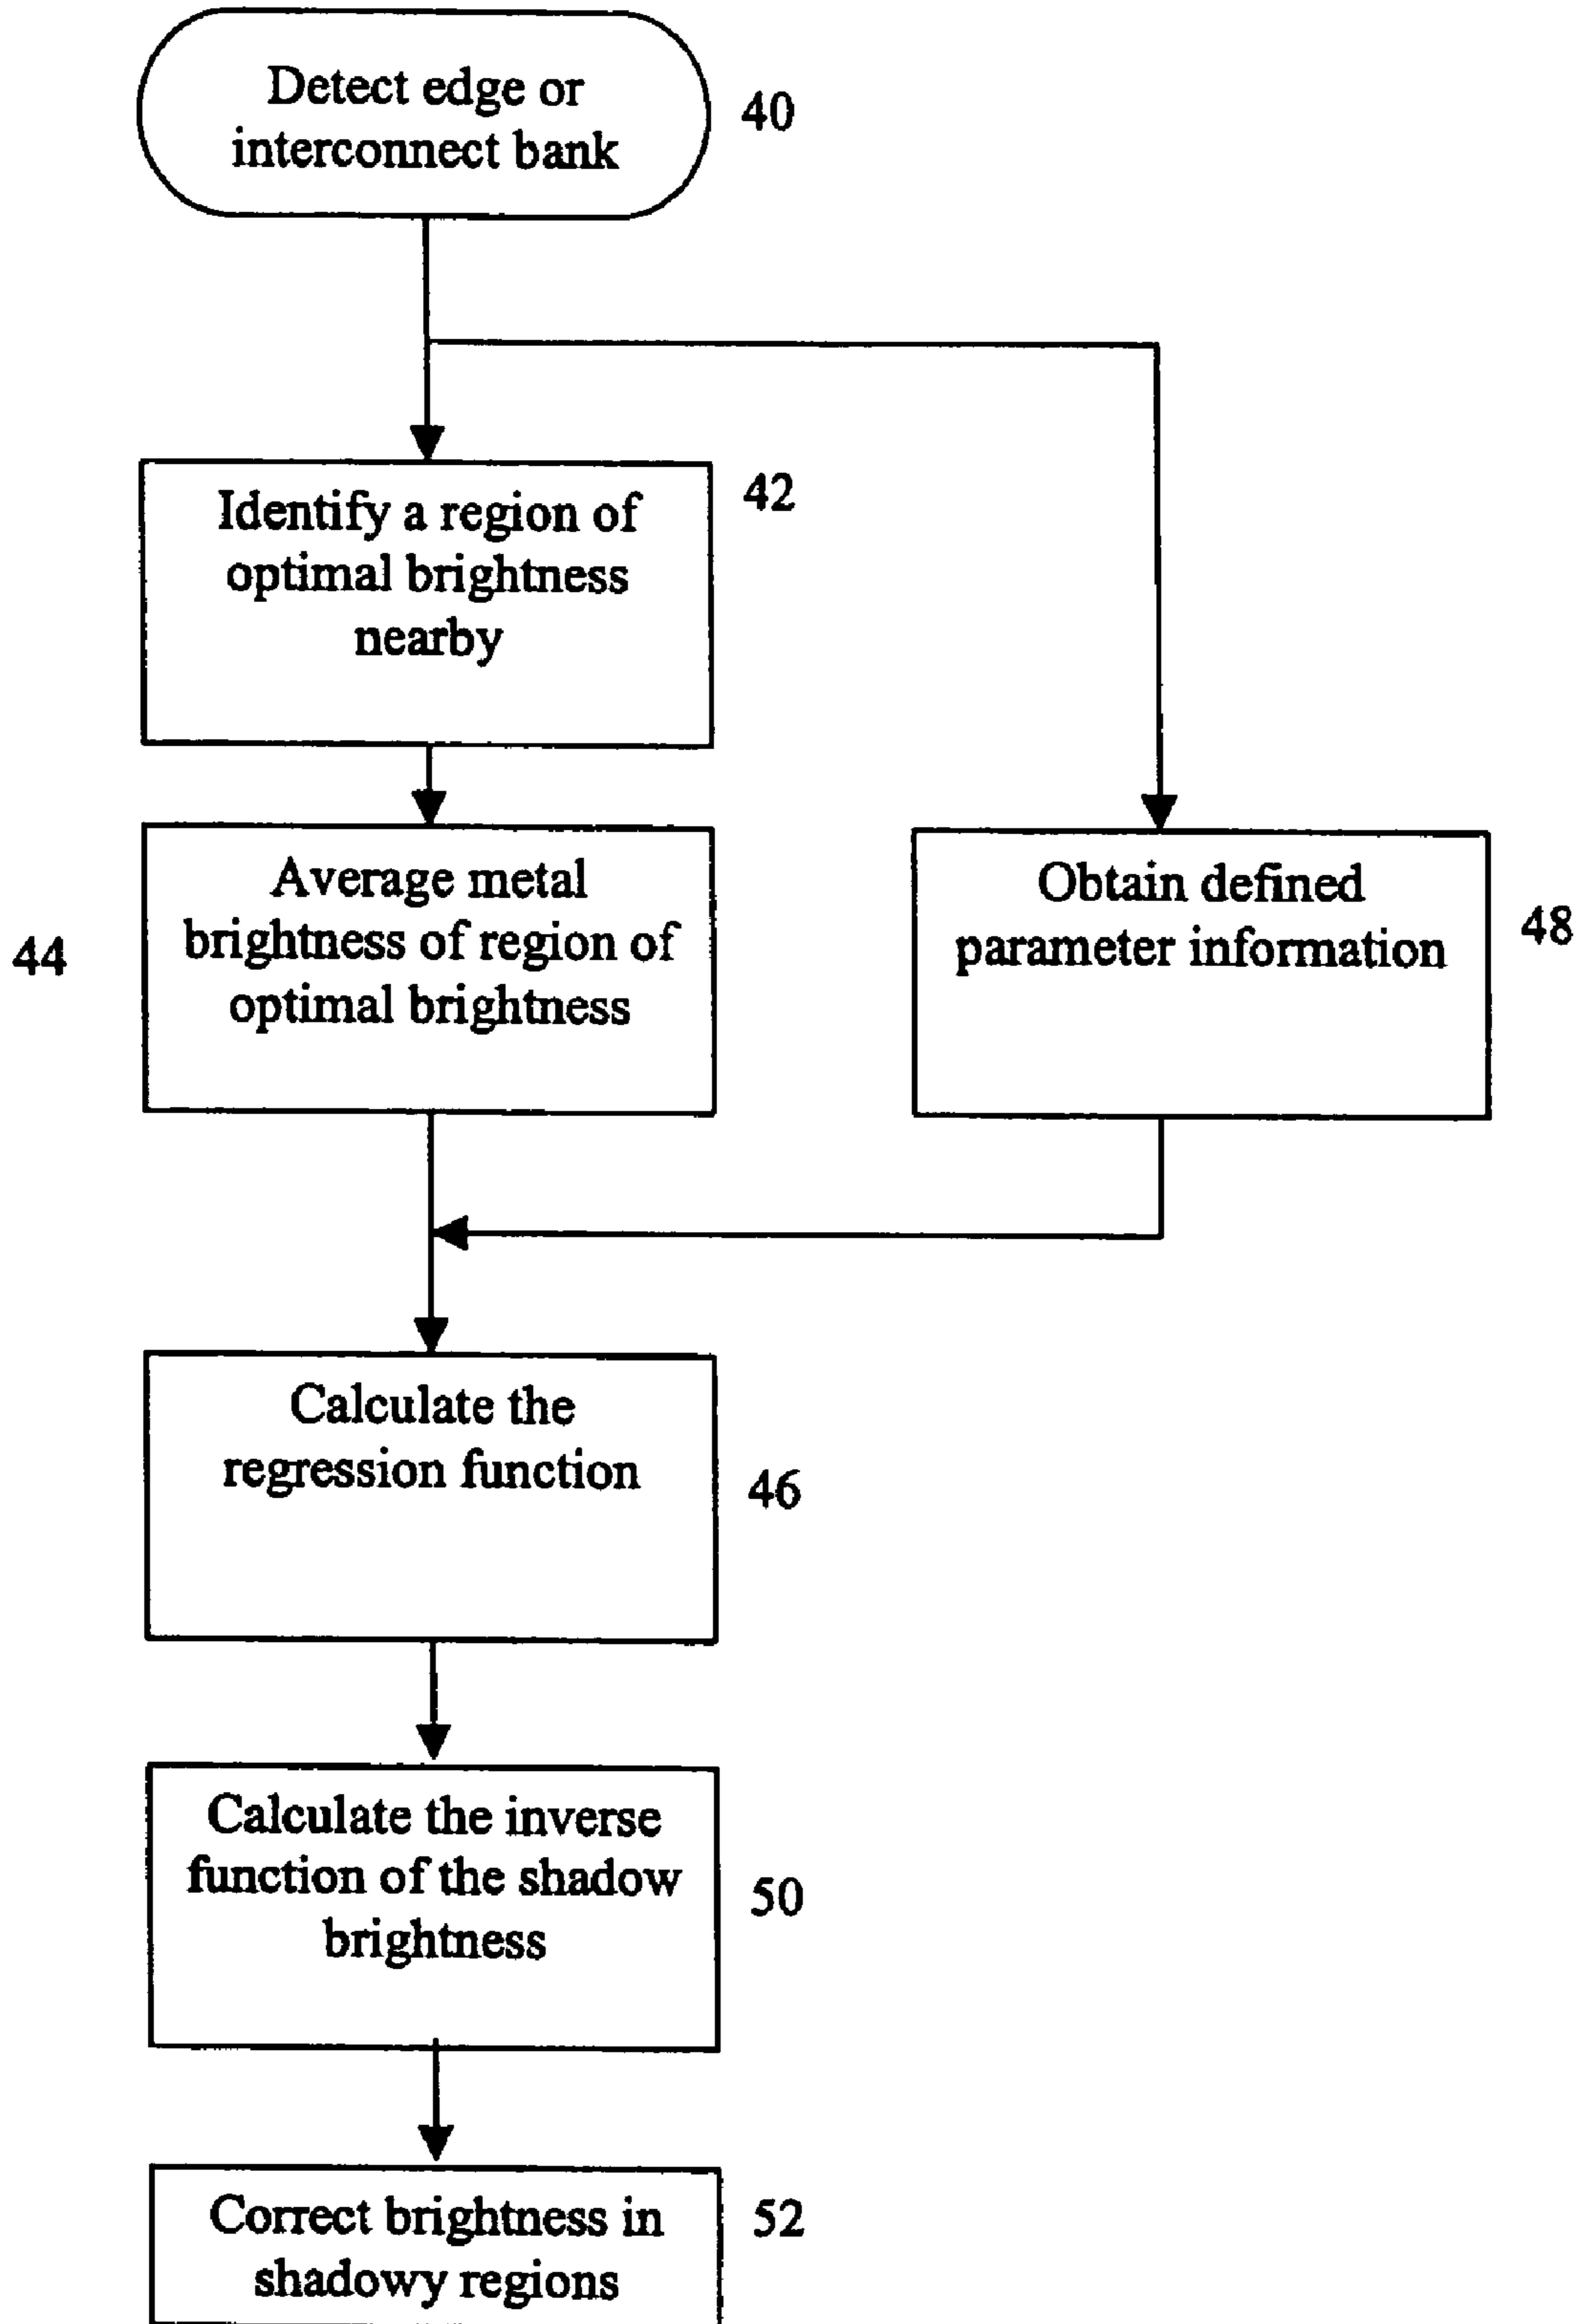 Detect edge or
interconnect bank
40
Identify a region of
optimal brightness
nearby
42
44
Average metal
brightness of region of
optimal brightness
Obtain defined
parameter information
48
Calculate the
regression function
46
Calculate the inverse
function of the shadow
brightness
50
Correct brightness in
shadowy regions
52